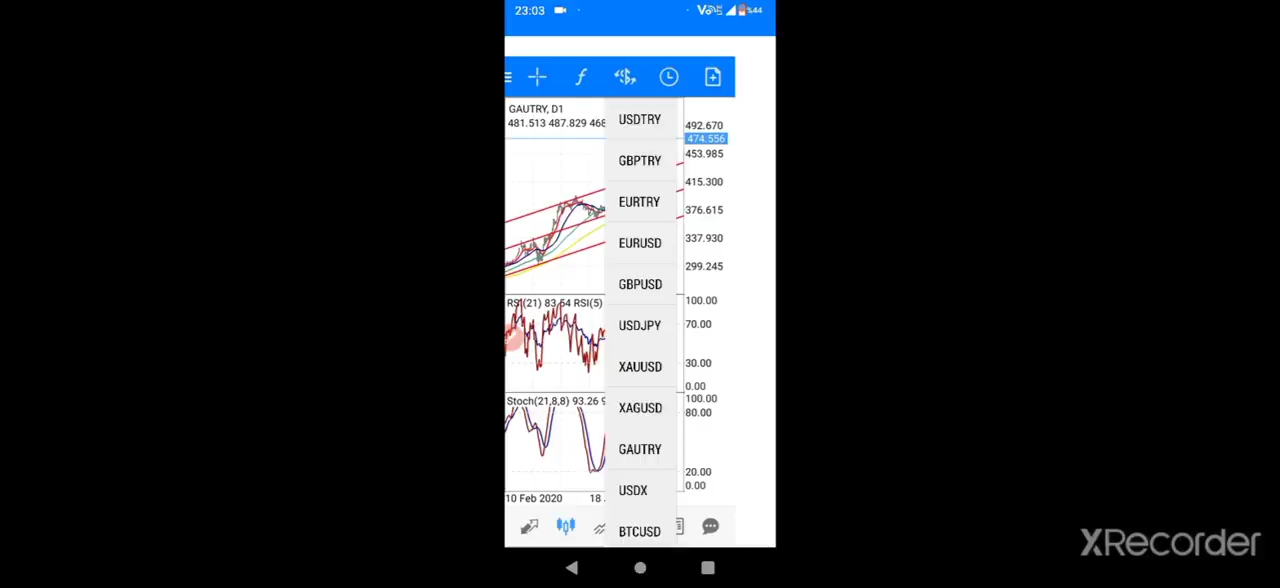 23:03
%44
GAUTRY, D1
481.513 487.829 468
USDTRY
GBPTRY
EURTRY
EURUSD
GBPUSD
USDJPY
XAUUSD
XAGUSD
GAUTRY
USDX
BTCUSD
492.670
474.556
453.985
415.300
376.615
337.930
299.245
RSI(21) 83.54 RSI(5)
100.00
70.00
30.00
0.00
Stoch(21,8,8) 93.26 9
100.00
80.00
20.00
0.00
10 Feb 2020
18
XRecorder